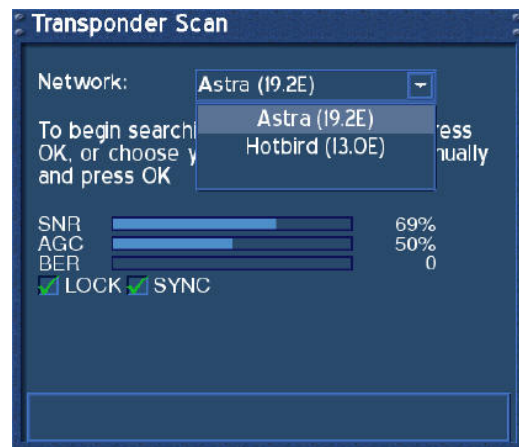 Transponder Scan
Network: Astra (19.2E)
Astra (19.2E)
Hotbird (13.0E)
To begin search ress
OK, or choose y nually
and press OK
SNR 69%
AGC 50%
BER 0
LOCK SYNC